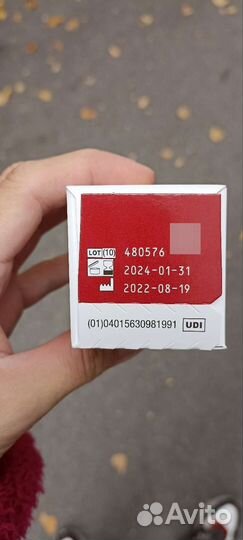 LOT (10) 480576
2024-01-31
2022-08-19
(01)04015630981991 UDI
Avito